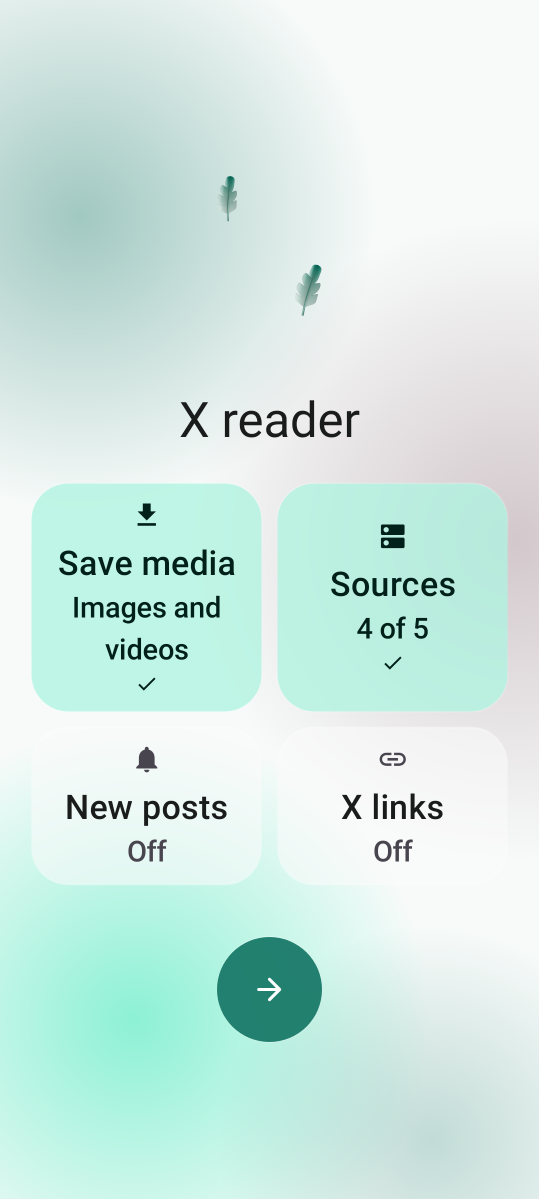 X reader
Save media
Images and
videos
Sources
4 of 5
New posts
Off
X links
Off